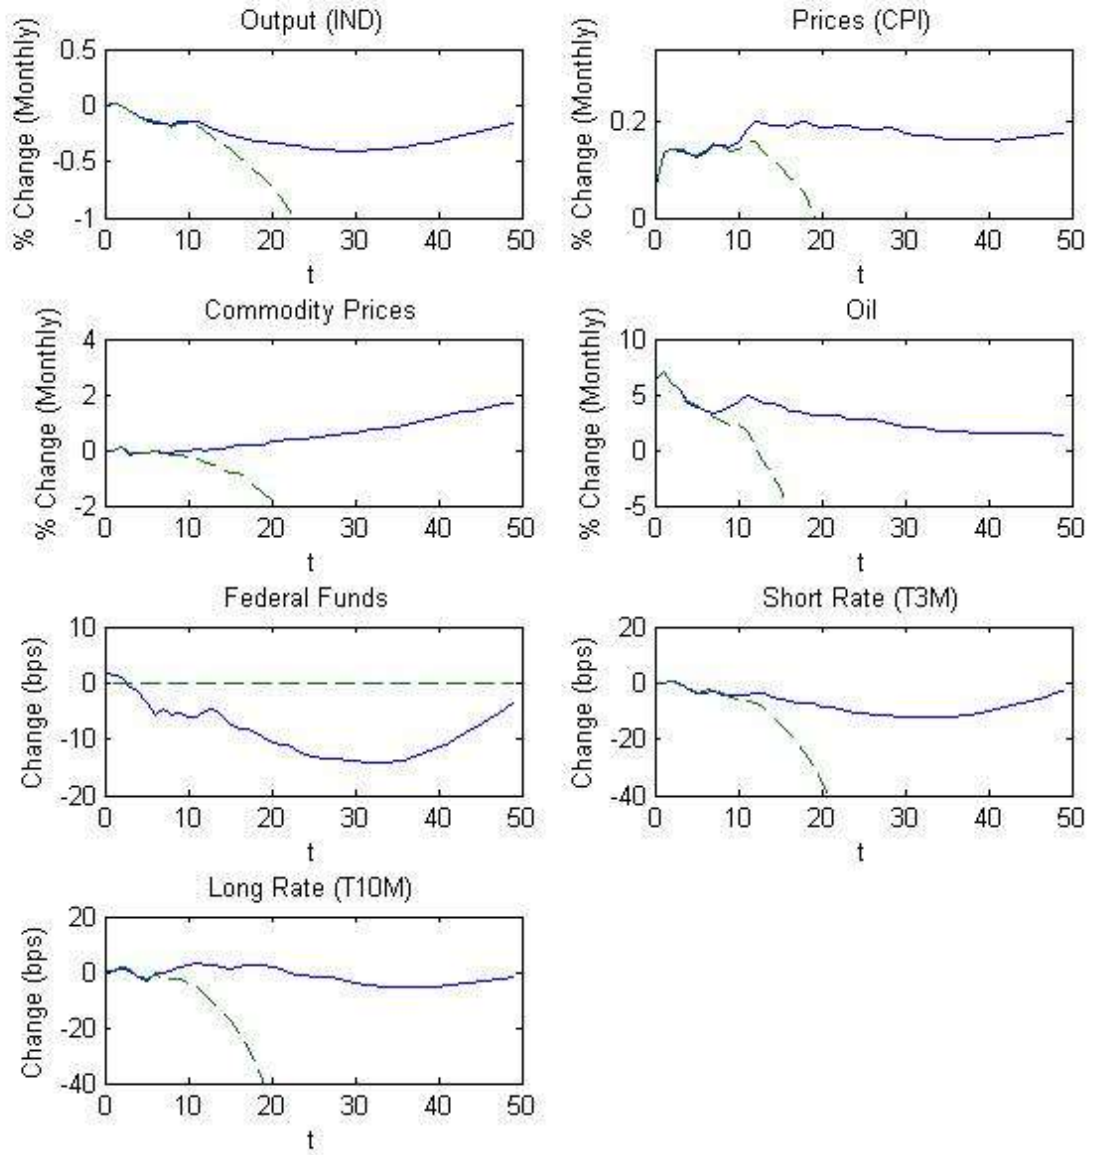 Output (IND)
% Change (Monthly)
0.5
0
-0.5
-1
0 10 20 30 40 50
t
Prices (CPI)
% Change (Monthly)
0.2
0
0 10 20 30 40 50
t
Commodity Prices
% Change (Monthly)
4
2
0
-2
0 10 20 30 40 50
t
Oil
% Change (Monthly)
10
5
0
-5
0 10 20 30 40 50
t
Federal Funds
Change (bps)
10
0
-10
-20
0 10 20 30 40 50
t
Short Rate (T3M)
Change (bps)
20
0
-20
-40
0 10 20 30 40 50
t
Long Rate (T10M)
Change (bps)
20
0
-20
-40
0 10 20 30 40 50
t